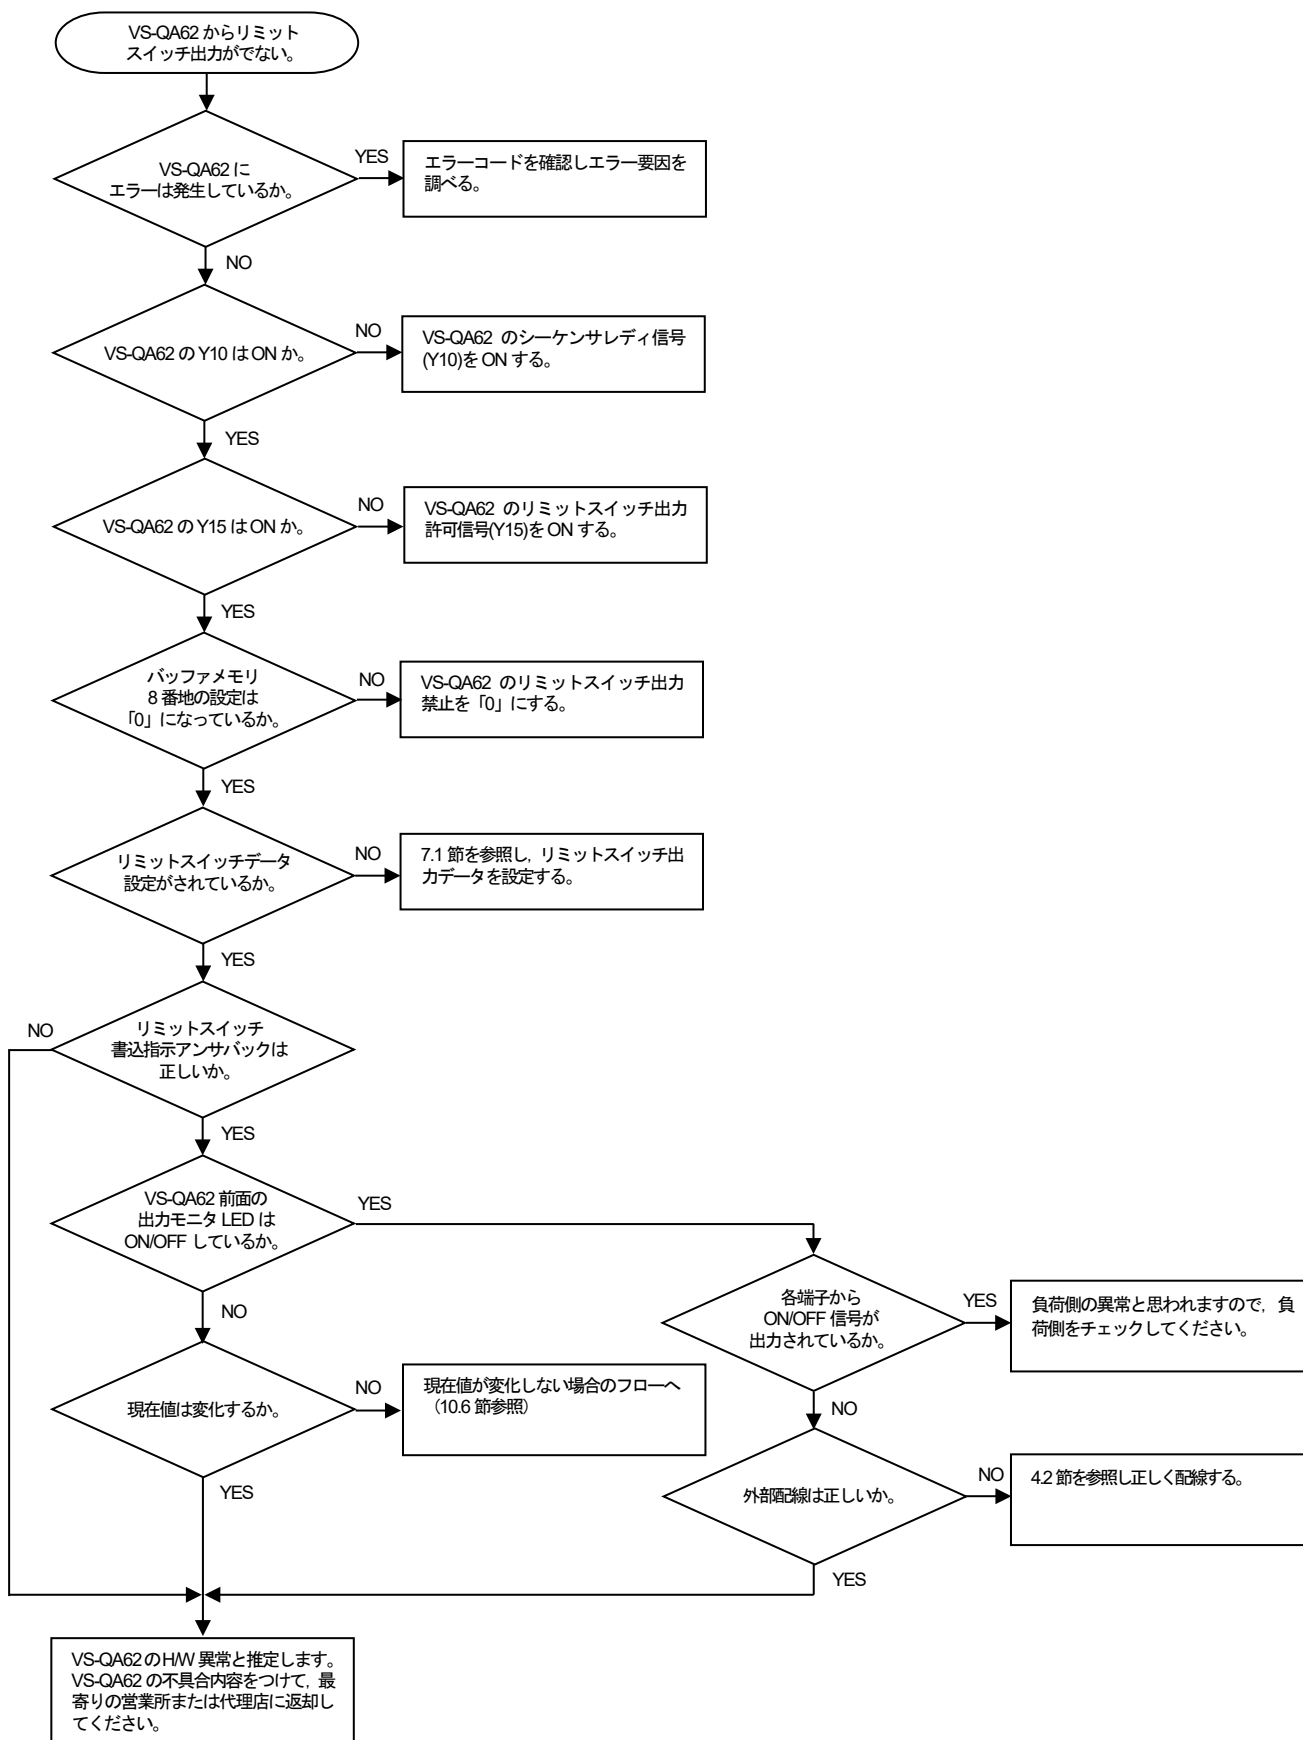 VS-QA62 からリミット
スイッチ出力がでない。
VS-QA62 に
エラーは発生しているか。
YES
エラーコードを確認しエラー要因を
調べる。
NO
VS-QA62 の Y10 は ON か。
NO
VS-QA62 のシーケンサレディ信号
(Y10)を ON する。
YES
VS-QA62 の Y15 は ON か。
NO
VS-QA62 のリミットスイッチ出力
許可信号(Y15)を ON する。
YES
バッファメモリ
8 番地の設定は
「0」になっているか。
NO
VS-QA62 のリミットスイッチ出力
禁止を「0」にする。
YES
リミットスイッチデータ
設定がされているか。
NO
7.1 節を参照し，リミットスイッチ出
力データを設定する。
YES
リミットスイッチ
書込指示アンサバックは
正しいか。
NO
YES
VS-QA62 前面の
出力モニタ LED は
ON/OFF しているか。
YES
NO
各端子から
ON/OFF 信号が
出力されているか。
YES
負荷側の異常と思われますので，負
荷側をチェックしてください。
NO
現在値は変化するか。
NO
現在値が変化しない場合のフローへ
（10.6 節参照）
YES
外部配線は正しいか。
NO
4.2 節を参照し正しく配線する。
YES
VS-QA62 の H/W 異常と推定します。
VS-QA62 の不具合内容をつけて，最
寄りの営業所または代理店に返却し
てください。